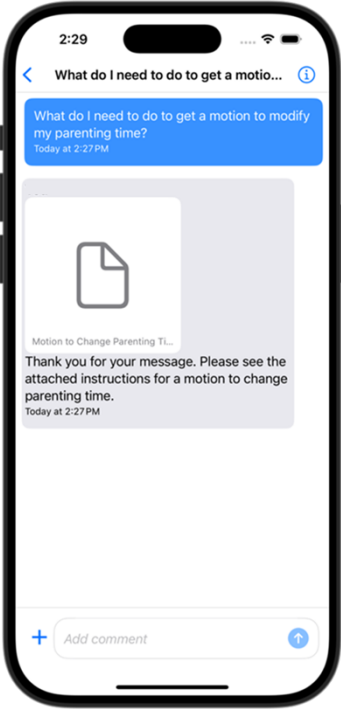 2:29
What do I need to do to get a motio...
What do I need to do to get a motion to modify
my parenting time?
Today at 2:27 PM
Motion to Change Parenting Ti...
Thank you for your message. Please see the
attached instructions for a motion to change
parenting time.
Today at 2:27 PM
Add comment